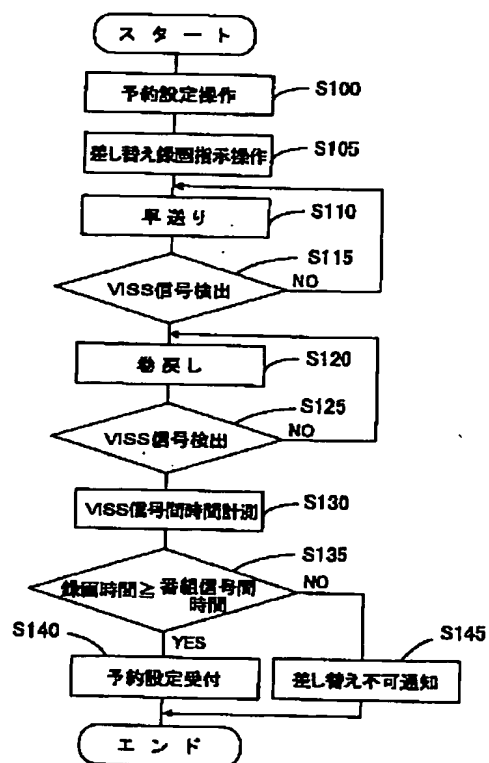 スタート
予約設定操作
S100
差し替え録画指示操作
S105
早送り
S110
VISS信号検出
S115
NO
巻戻し
S120
VISS信号検出
S125
NO
VISS信号間時間計測
S130
録画時間≧番組信号間
時間
S135
NO
YES
S140
予約設定受付
S145
差し替え不可通知
エンド